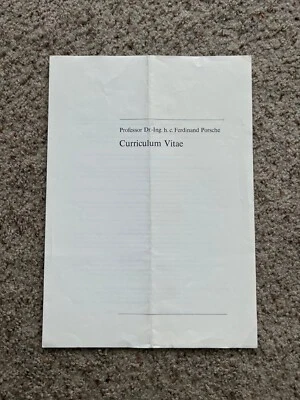 Professor Dr.-Ing. h. c. Ferdinand Porsche
Curriculum Vitae